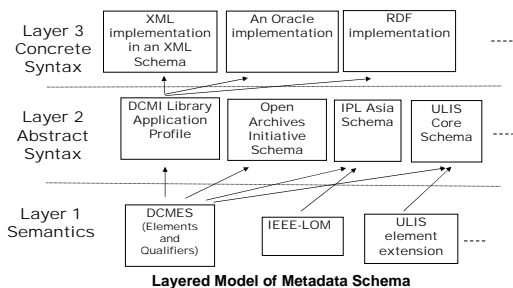 Layer 3
Concrete
Syntax
XML
implementation
in an XML
Schema
An Oracle
implementation
RDF
implementation
Layer 2
Abstract
Syntax
DCMI Library
Application
Profile
Open
Archives
Initiative
Schema
IPL Asia
Schema
ULIS
Core
Schema
Layer 1
Semantics
DCMES
(Elements
and
Qualifiers)
IEEE-LOM
ULIS
element
extension
Layered Model of Metadata Schema